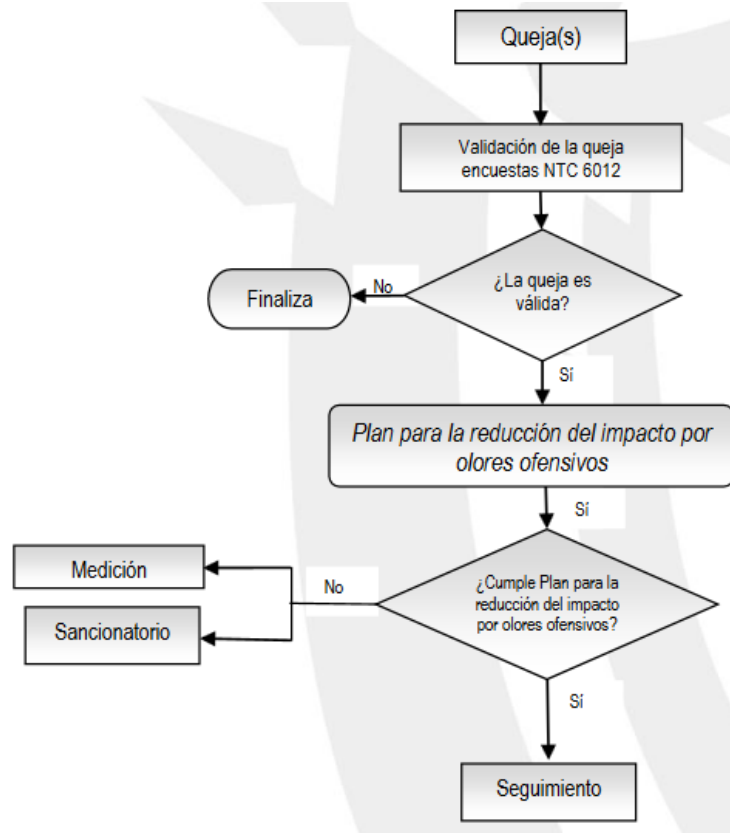 Queja(s)
Validación de la queja
encuestas NTC 6012
¿La queja es
válida?
No
Finaliza
Sí
Plan para la reducción del impacto por
olores ofensivos
Sí
¿Cumple Plan para la
reducción del impacto
por olores ofensivos?
No
Medición
Sancionatorio
Sí
Seguimiento